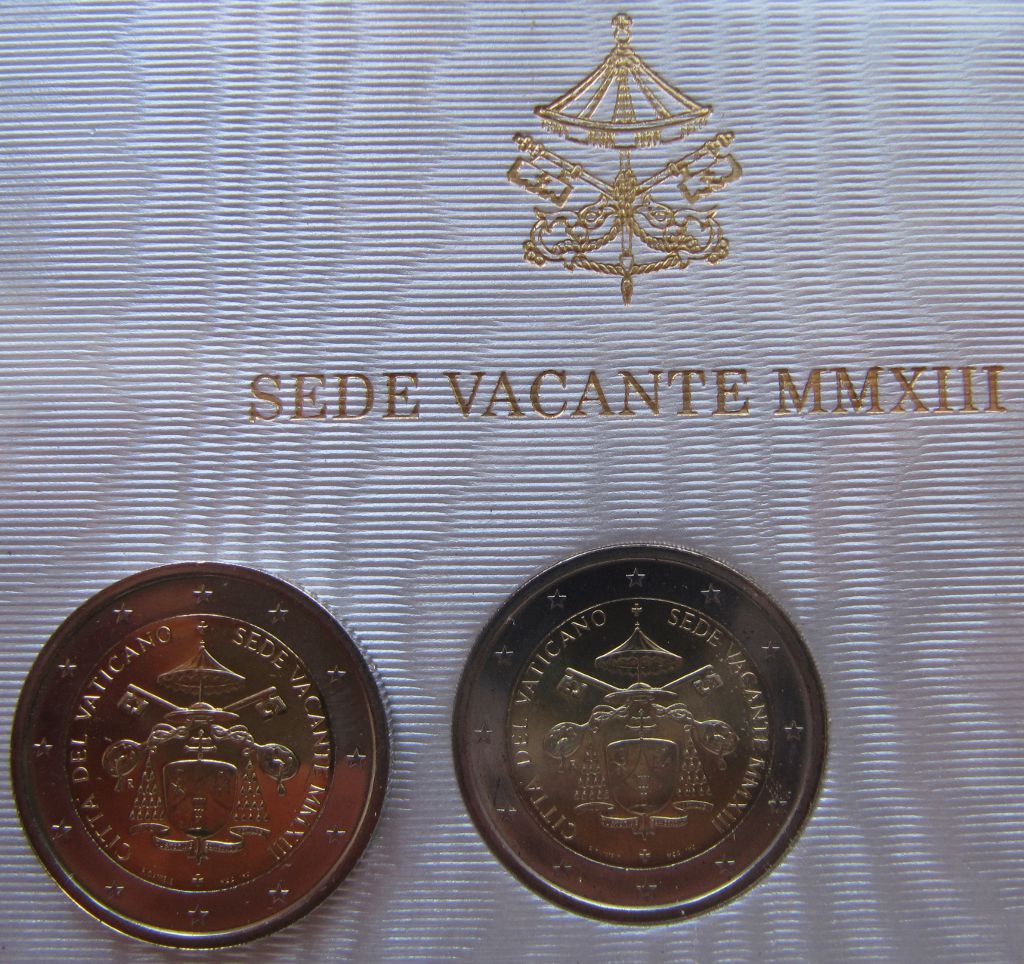 SEDE VACANTE MMXIII
CITTÀ DEL VATICANO SEDE VACANTE MMXIII
R
CITTÀ DEL VATICANO SEDE VACANTE MMXIII
R